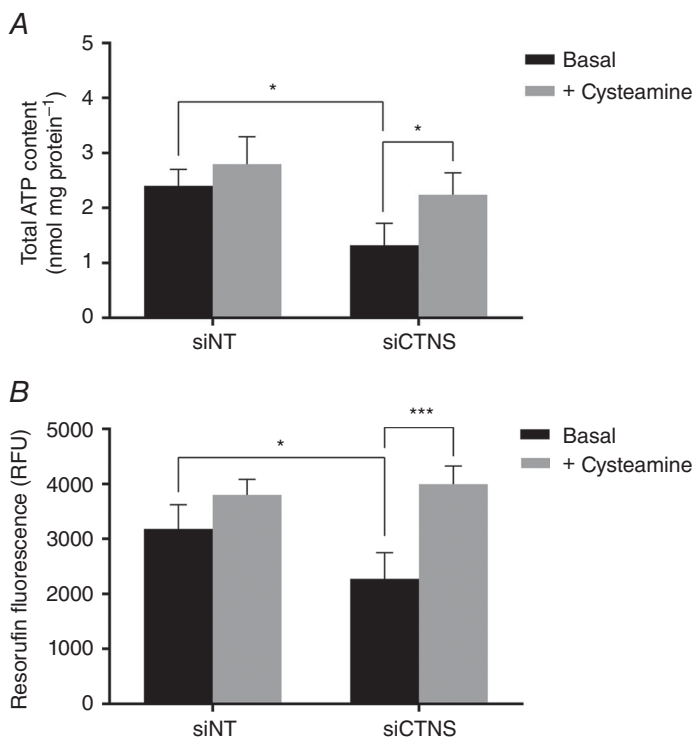 A
Total ATP content
(nmol mg protein⁻¹)
5
4
3
2
1
0
*
*
siNT
siCTNS
Basal
+ Cysteamine
B
Resorufin fluorescence (RFU)
5000
4000
3000
2000
1000
0
*
***
siNT
siCTNS
Basal
+ Cysteamine